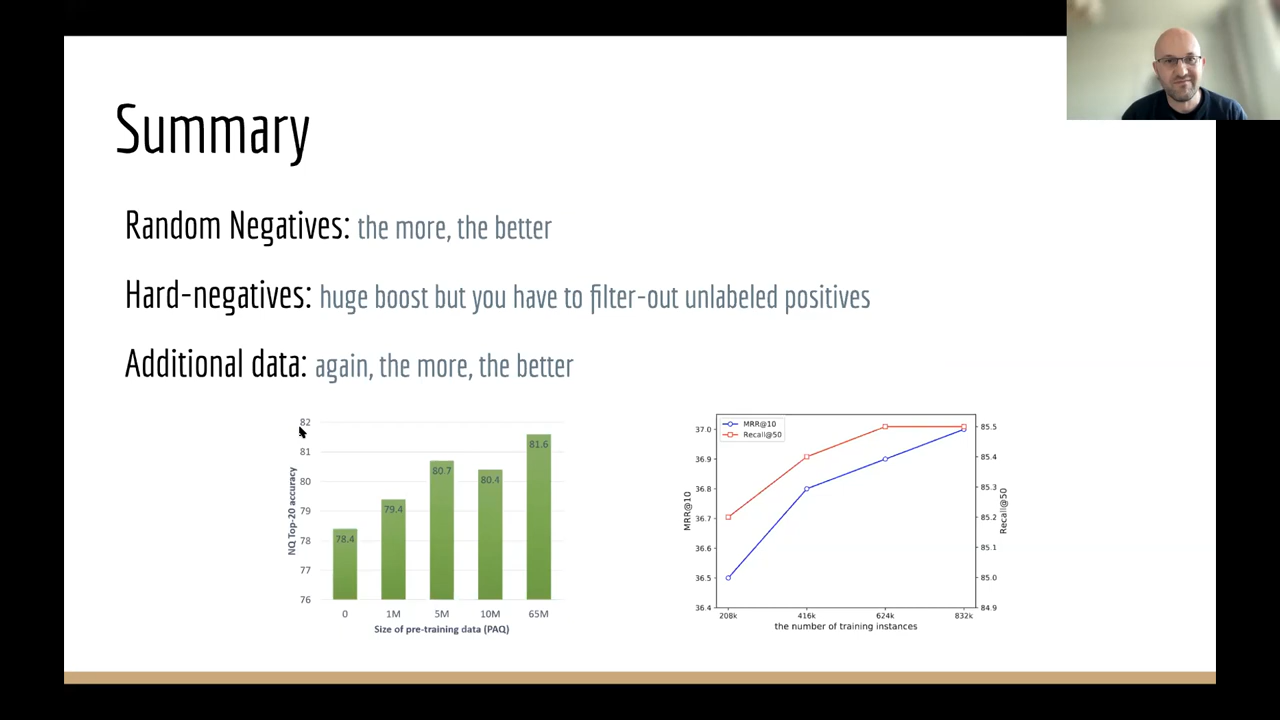 Summary
Random Negatives: the more, the better
Hard-negatives: huge boost but you have to filter-out unlabeled positives
Additional data: again, the more, the better
82
81
80
79
78
77
76
NQ Top-20 accuracy
78.4
79.4
80.7
80.4
81.6
0 1M 5M 10M 65M
Size of pre-training data (PAQ)
MRR@10
Recall@50
37.0
36.9
36.8
36.7
36.6
36.5
36.4
MRR@10
85.5
85.4
85.3
85.2
85.1
85.0
84.9
Recall@50
208k 416k 624k 832k
the number of training instances